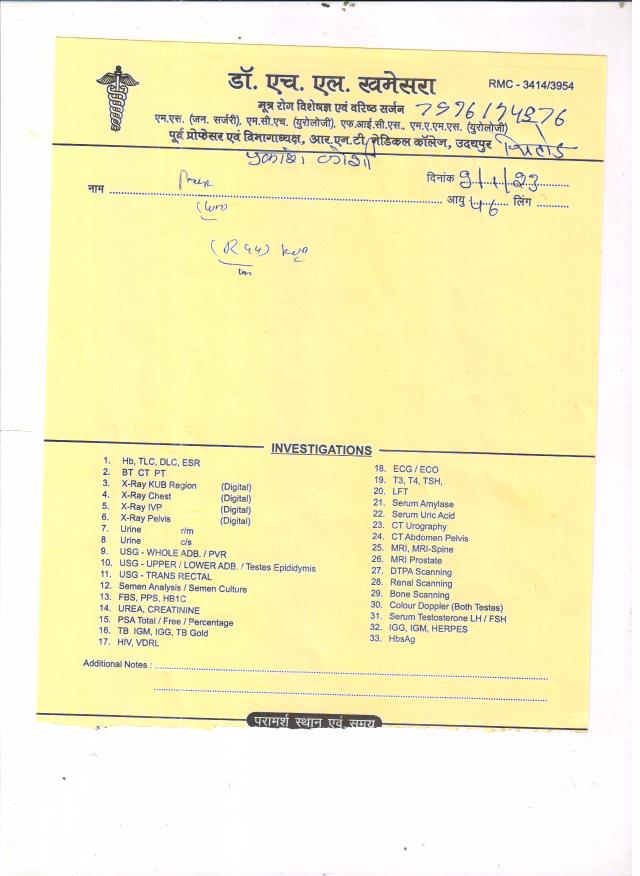 डॉ. एच. एल. खमेसरा
RMC - 3414/3954
मूत्र रोग विशेषज्ञ एवं वरिष्ठ सर्जन
एम.एस. (जन. सर्जरी), एम.सी.एच. (युरोलोजी), एफ.आई.सी.एस., एम.ए.एम.एस. (युरोलोजी)
पूर्व प्रोफेसर एवं विभागाध्यक्ष, आर.एन.टी. मेडिकल कॉलेज, उदयपुर
दिनांक 9/1/23
नाम
आयु 46 लिंग
INVESTIGATIONS
1. Hb, TLC, DLC, ESR
2. BT CT PT
3. X-Ray KUB Region (Digital)
4. X-Ray Chest (Digital)
5. X-Ray IVP (Digital)
6. X-Ray Pelvis (Digital)
7. Urine r/m
8 Urine c/s
9. USG - WHOLE ADB. / PVR
10. USG - UPPER / LOWER ADB. / Testes Epididymis
11. USG - TRANS RECTAL
12. Semen Analysis / Semen Culture
13. FBS, PPS, HB1C
14. UREA, CREATININE
15. PSA Total / Free / Percentage
16. TB IGM, IGG, TB Gold
17. HIV, VDRL
18. ECG / ECO
19. T3, T4, TSH,
20. LFT
21. Serum Amylase
22. Serum Uric Acid
23. CT Urography
24. CT Abdomen Pelvis
25. MRI, MRI-Spine
26. MRI Prostate
27. DTPA Scanning
28. Renal Scanning
29. Bone Scanning
30. Colour Doppler (Both Testes)
31. Serum Testosterone LH / FSH
32. IGG, IGM, HERPES
33. HbsAg
Additional Notes :
परामर्श स्थान एवं समय